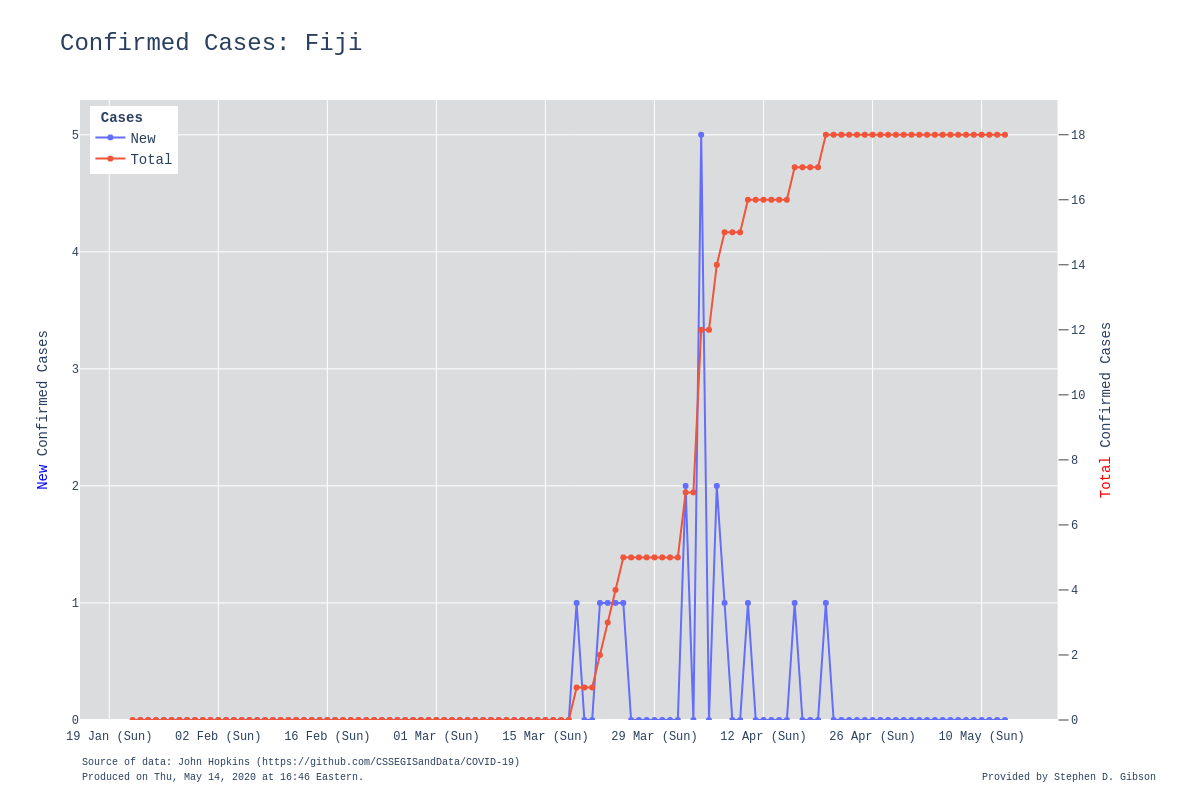 Confirmed Cases: Fiji
Cases
New
Total
5
4
3
2
1
0
18
16
14
12
10
8
6
4
2
0
New Confirmed Cases
Total Confirmed Cases
19 Jan (Sun) 02 Feb (Sun) 16 Feb (Sun) 01 Mar (Sun) 15 Mar (Sun) 29 Mar (Sun) 12 Apr (Sun) 26 Apr (Sun) 10 May (Sun)
Source of data: John Hopkins (https://github.com/CSSEGISandData/COVID-19)
Produced on Thu, May 14, 2020 at 16:46 Eastern.
Provided by Stephen D. Gibson